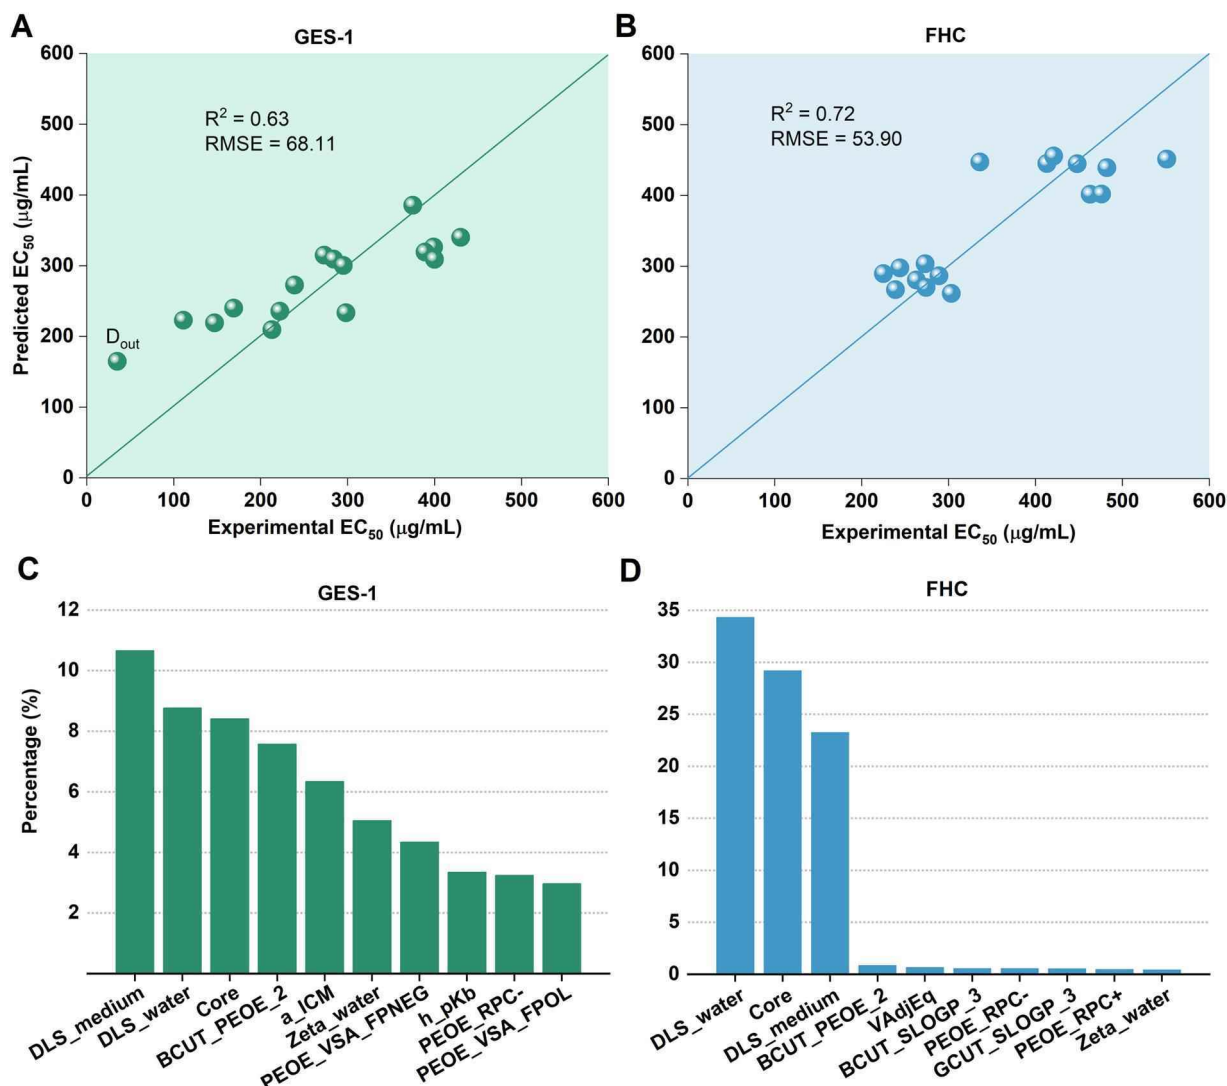 A
GES-1
600
500
400
300
200
100
0
Predicted EC50 (μg/mL)
R2 = 0.63
RMSE = 68.11
Dout
0 100 200 300 400 500 600
Experimental EC50 (μg/mL)
B
FHC
600
500
400
300
200
100
0
R2 = 0.72
RMSE = 53.90
0 100 200 300 400 500 600
Experimental EC50 (μg/mL)
C
GES-1
12
10
8
6
4
2
Percentage (%)
DLS_medium
DLS_water
Core
BCUT_PEOE_2
a_ICM
Zeta_water
PEOE_VSA_FPNEG
h_pKb
PEOE_RPC-
PEOE_VSA_FPOL
D
FHC
35
30
25
20
15
10
5
0
DLS_water
Core
DLS_medium
BCUT_PEOE_2
VAdjEq
BCUT_SLOGP_3
PEOE_RPC-
GCUT_SLOGP_3
PEOE_RPC+
Zeta_water